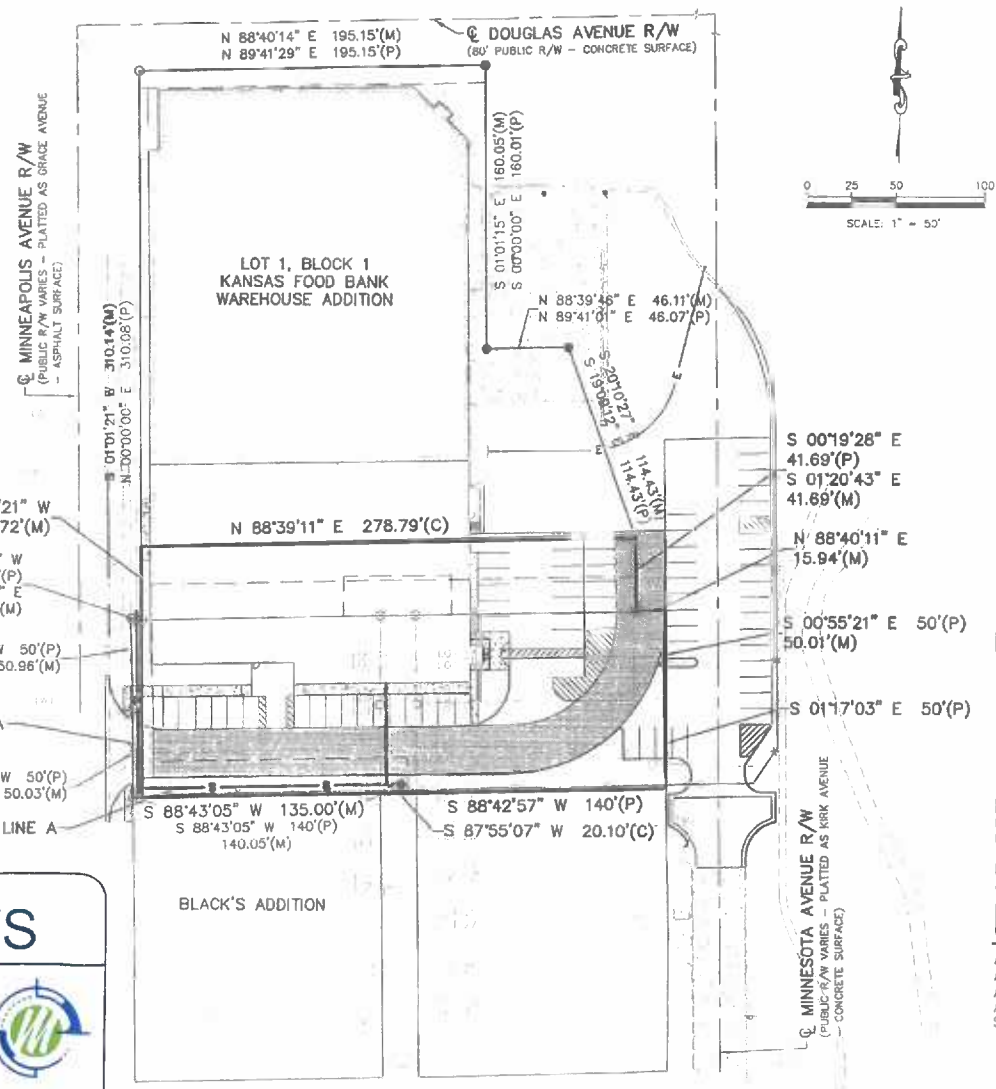 N 88°40'14" E 195.15'(M)
N 89°41'29" E 195.15'(P)
℄ DOUGLAS AVENUE R/W
(80' PUBLIC R/W - CONCRETE SURFACE)
℄ MINNEAPOLIS AVENUE R/W
(PUBLIC R/W VARIES - PLATTED AS GRACE AVENUE
- ASPHALT SURFACE)
0 25 50 100
SCALE: 1" = 50'
S 01°01'15" E 160.05'(M)
S 00°00'00" E 160.01'(P)
LOT 1, BLOCK 1
KANSAS FOOD BANK
WAREHOUSE ADDITION
N 88°39'46" E 46.11'(M)
N 89°41'01" E 46.07'(P)
01°01'21" W 310.14'(M)
N 00°00'00" E 310.08'(P)
S 20°10'27" E 114.43'(M)
S 19°09'12" E 114.43'(P)
E
E
S 00°19'28" E
41.69'(P)
S 01°20'43" E
41.69'(M)
'21" W
72'(M)
N 88°39'11" E 278.79'(C)
N 88°40'11" E
15.94'(M)
" W
'(P)
" E
(M)
S 00°55'21" E 50'(P)
50.01'(M)
W 50'(P)
50.96'(M)
S 01°17'03" E 50'(P)
A
W 50'(P)
50.03'(M)
LINE A
S 88°43'05" W 135.00'(M)
S 88°43'05" W 140'(P)
140.05'(M)
S 88°42'57" W 140'(P)
S 87°55'07" W 20.10'(C)
BLACK'S ADDITION
℄ MINNESOTA AVENUE R/W
(PUBLIC R/W VARIES - PLATTED AS KIRK AVENUE
- CONCRETE SURFACE)
'S